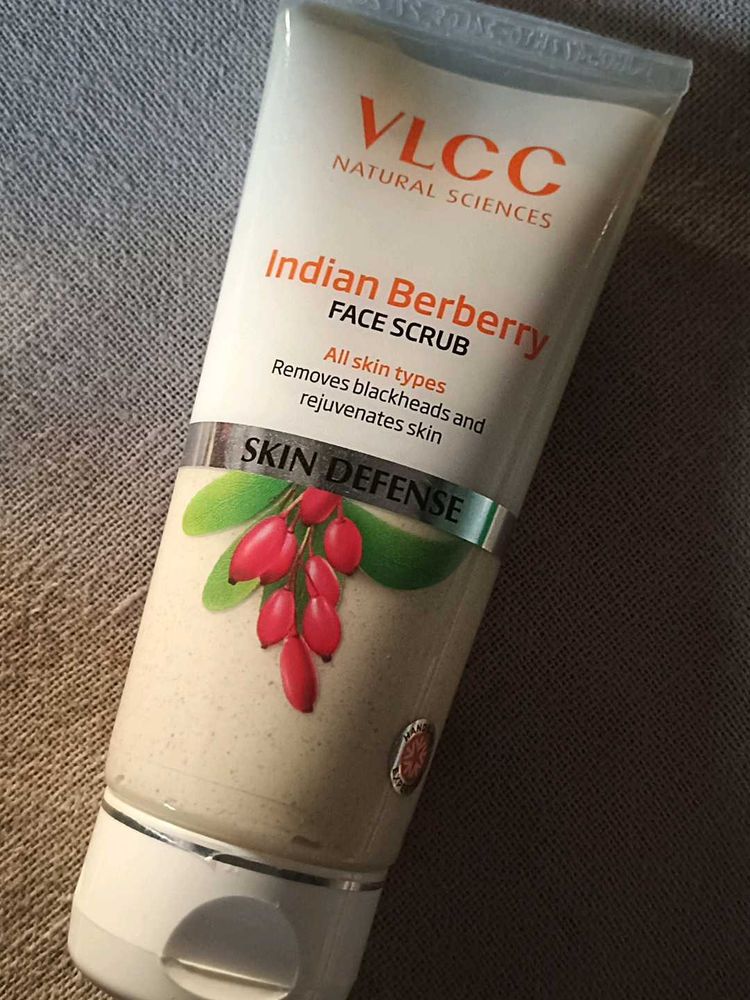 VLCC
NATURAL SCIENCES
Indian Berberry
FACE SCRUB
All skin types
Removes blackheads and
rejuvenates skin
SKIN DEFENSE